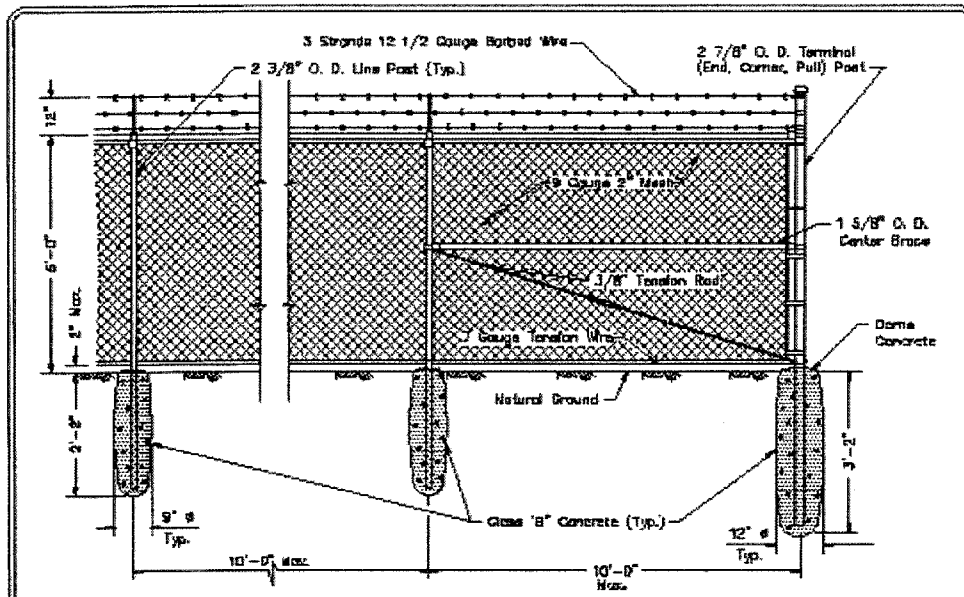 3 Strands 12 1/2 Gauge Barbed Wire
2 3/8" O. D. Line Post (Typ.)
2 7/8" O. D. Terminal
(End, Corner, Pull) Post
12"
9 Gauge 2" Mesh
1 5/8" O. D.
Center Brace
3/8" Tension Rod
2" Max.
Gauge Tension Wire
Dome
Concrete
Natural Ground
2'-2"
3'-2"
Class "B" Concrete (Typ.)
9" ø
Typ.
12" ø
Typ.
10'-0" Max.
10'-0"
Max.